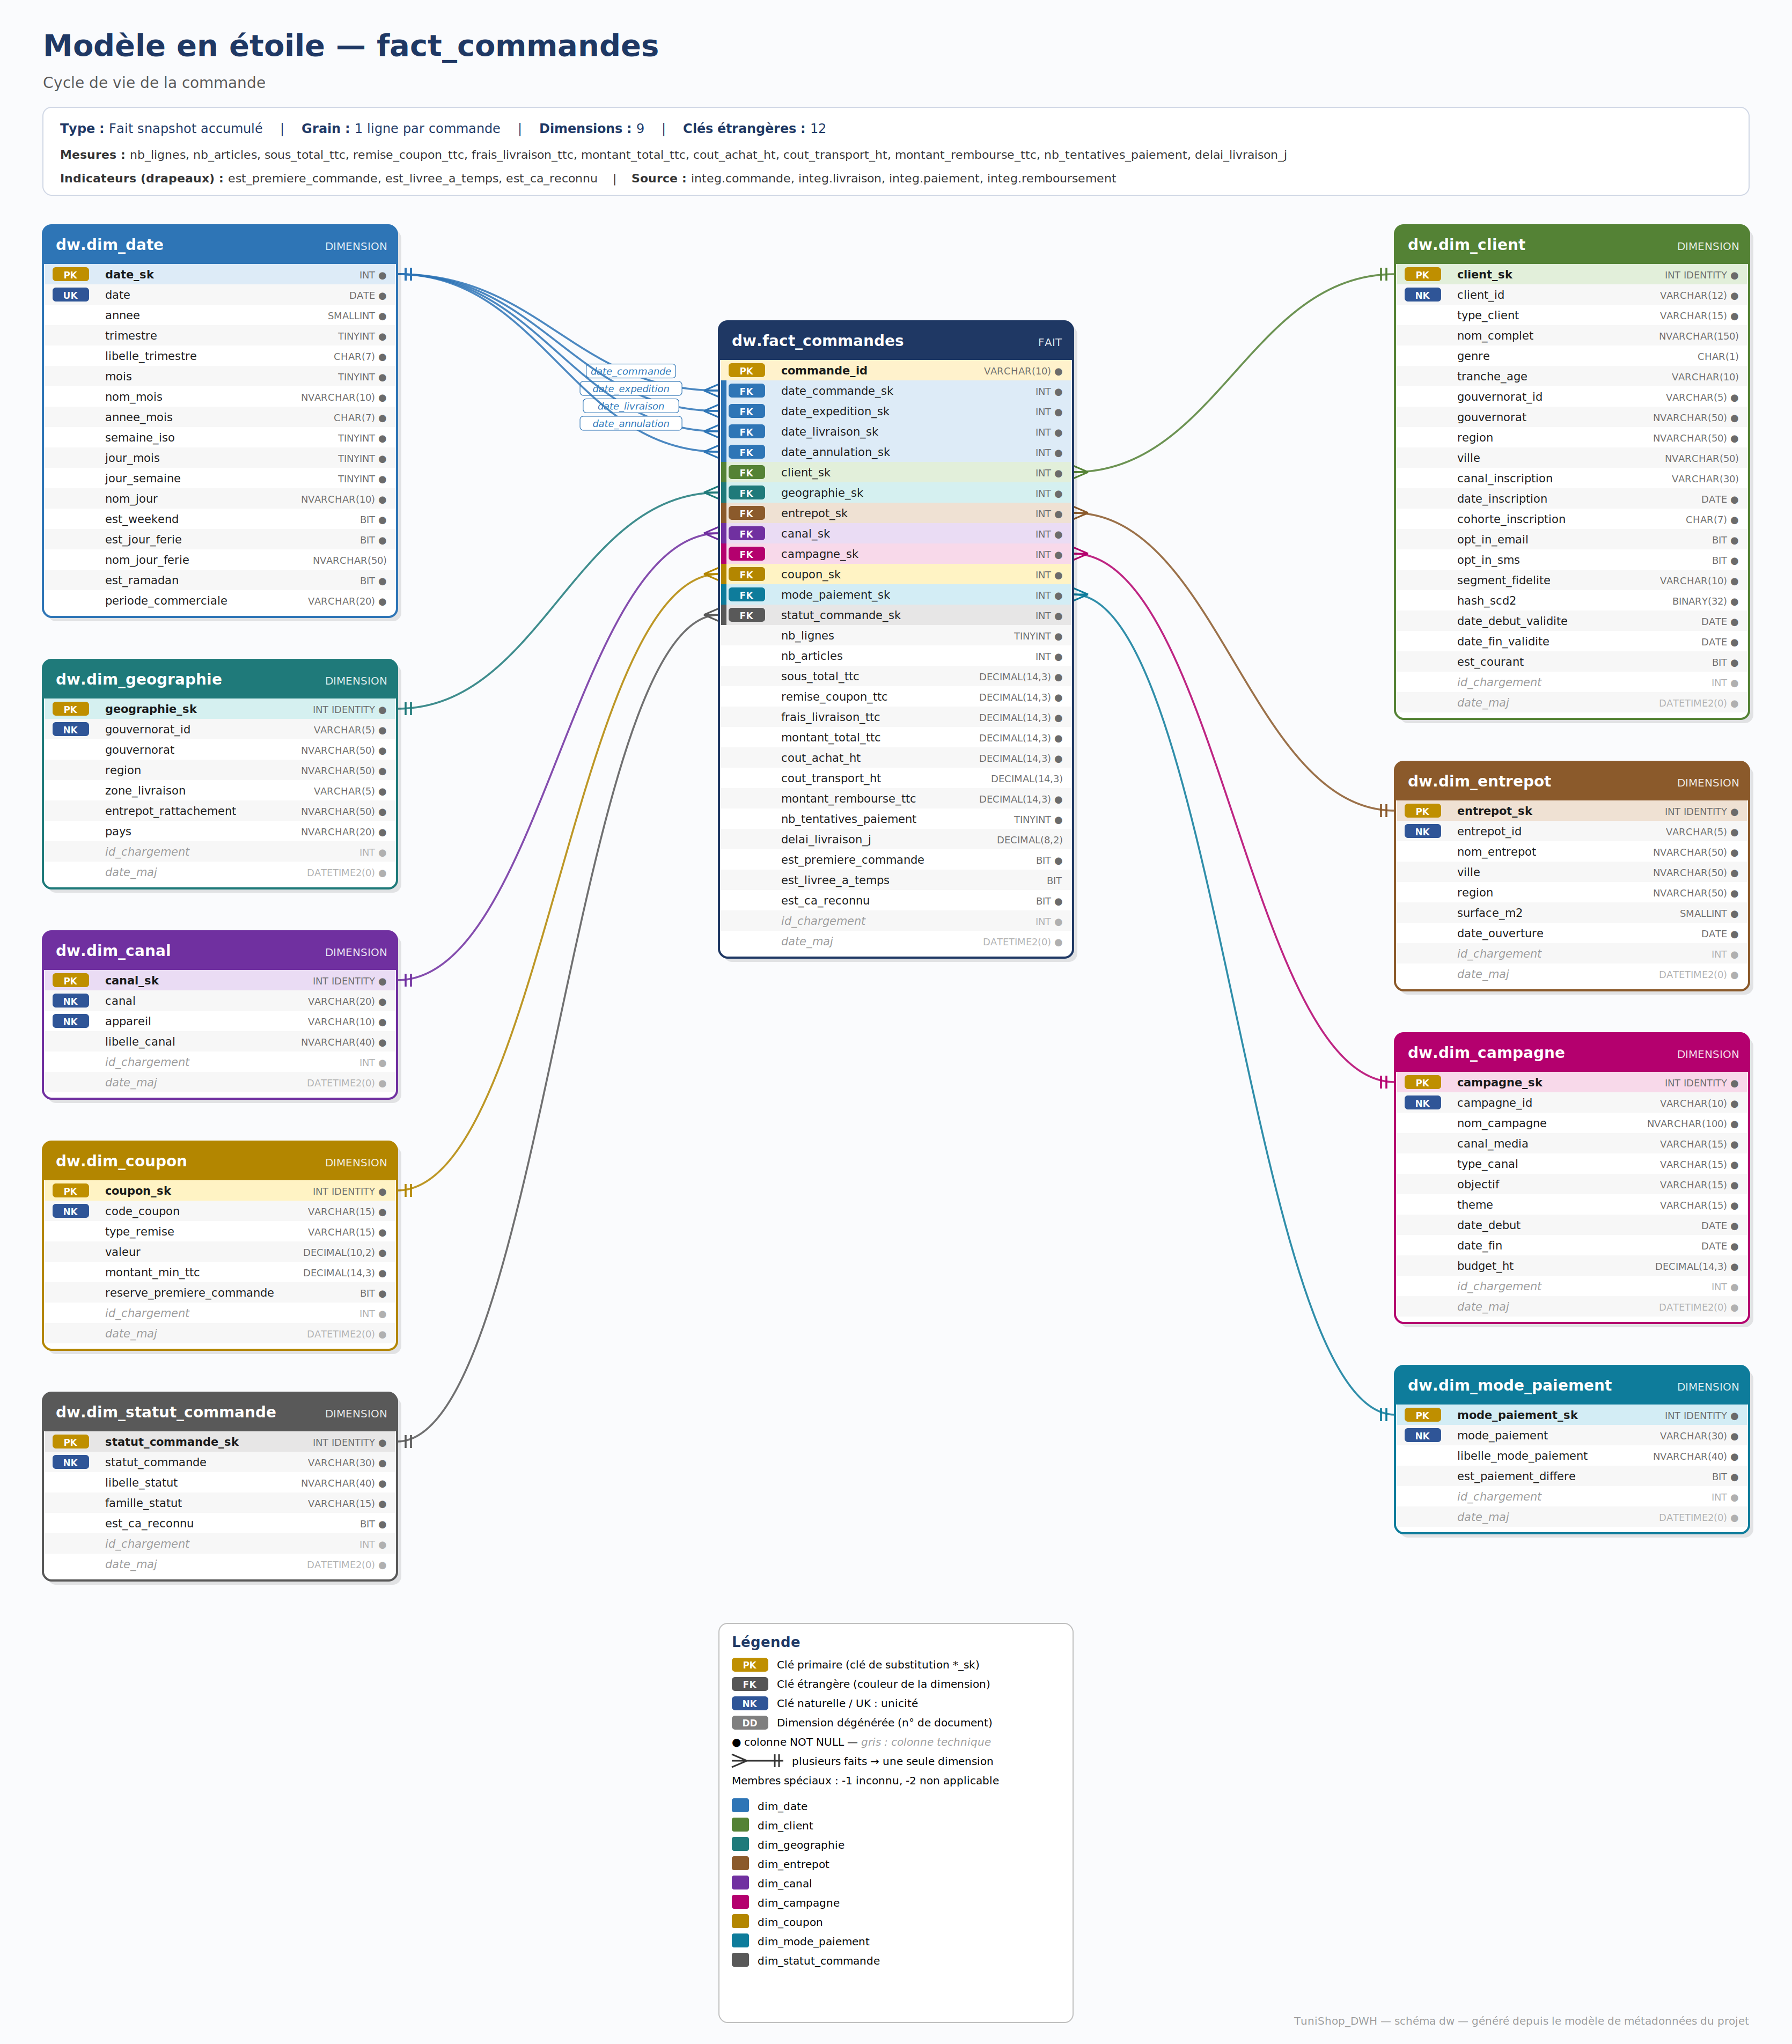 Modèle en étoile — fact_commandes
Cycle de vie de la commande
Type : Fait snapshot accumulé | Grain : 1 ligne par commande | Dimensions : 9 | Clés étrangères : 12
Mesures : nb_lignes, nb_articles, sous_total_ttc, remise_coupon_ttc, frais_livraison_ttc, montant_total_ttc, cout_achat_ht, cout_transport_ht, montant_rembourse_ttc, nb_tentatives_paiement, delai_livraison_j
Indicateurs (drapeaux) : est_premiere_commande, est_livree_a_temps, est_ca_reconnu | Source : integ.commande, integ.livraison, integ.paiement, integ.remboursement
dw.dim_date DIMENSION
PK date_sk INT ●
UK date DATE ●
annee SMALLINT ●
trimestre TINYINT ●
libelle_trimestre CHAR(7) ●
mois TINYINT ●
nom_mois NVARCHAR(10) ●
annee_mois CHAR(7) ●
semaine_iso TINYINT ●
jour_mois TINYINT ●
jour_semaine TINYINT ●
nom_jour NVARCHAR(10) ●
est_weekend BIT ●
est_jour_ferie BIT ●
nom_jour_ferie NVARCHAR(50)
est_ramadan BIT ●
periode_commerciale VARCHAR(20) ●
dw.dim_geographie DIMENSION
PK geographie_sk INT IDENTITY ●
NK gouvernorat_id VARCHAR(5) ●
gouvernorat NVARCHAR(50) ●
region NVARCHAR(50) ●
zone_livraison VARCHAR(5) ●
entrepot_rattachement NVARCHAR(50) ●
pays NVARCHAR(20) ●
id_chargement INT ●
date_maj DATETIME2(0) ●
dw.dim_canal DIMENSION
PK canal_sk INT IDENTITY ●
NK canal VARCHAR(20) ●
NK appareil VARCHAR(10) ●
libelle_canal NVARCHAR(40) ●
id_chargement INT ●
date_maj DATETIME2(0) ●
dw.dim_coupon DIMENSION
PK coupon_sk INT IDENTITY ●
NK code_coupon VARCHAR(15) ●
type_remise VARCHAR(15) ●
valeur DECIMAL(10,2) ●
montant_min_ttc DECIMAL(14,3) ●
reserve_premiere_commande BIT ●
id_chargement INT ●
date_maj DATETIME2(0) ●
dw.dim_statut_commande DIMENSION
PK statut_commande_sk INT IDENTITY ●
NK statut_commande VARCHAR(30) ●
libelle_statut NVARCHAR(40) ●
famille_statut VARCHAR(15) ●
est_ca_reconnu BIT ●
id_chargement INT ●
date_maj DATETIME2(0) ●
date_commande
date_expedition
date_livraison
date_annulation
dw.fact_commandes FAIT
PK commande_id VARCHAR(10) ●
FK date_commande_sk INT ●
FK date_expedition_sk INT ●
FK date_livraison_sk INT ●
FK date_annulation_sk INT ●
FK client_sk INT ●
FK geographie_sk INT ●
FK entrepot_sk INT ●
FK canal_sk INT ●
FK campagne_sk INT ●
FK coupon_sk INT ●
FK mode_paiement_sk INT ●
FK statut_commande_sk INT ●
nb_lignes TINYINT ●
nb_articles INT ●
sous_total_ttc DECIMAL(14,3) ●
remise_coupon_ttc DECIMAL(14,3) ●
frais_livraison_ttc DECIMAL(14,3) ●
montant_total_ttc DECIMAL(14,3) ●
cout_achat_ht DECIMAL(14,3) ●
cout_transport_ht DECIMAL(14,3)
montant_rembourse_ttc DECIMAL(14,3) ●
nb_tentatives_paiement TINYINT ●
delai_livraison_j DECIMAL(8,2)
est_premiere_commande BIT ●
est_livree_a_temps BIT
est_ca_reconnu BIT ●
id_chargement INT ●
date_maj DATETIME2(0) ●
dw.dim_client DIMENSION
PK client_sk INT IDENTITY ●
NK client_id VARCHAR(12) ●
type_client VARCHAR(15) ●
nom_complet NVARCHAR(150)
genre CHAR(1)
tranche_age VARCHAR(10)
gouvernorat_id VARCHAR(5) ●
gouvernorat NVARCHAR(50) ●
region NVARCHAR(50) ●
ville NVARCHAR(50)
canal_inscription VARCHAR(30)
date_inscription DATE ●
cohorte_inscription CHAR(7) ●
opt_in_email BIT ●
opt_in_sms BIT ●
segment_fidelite VARCHAR(10) ●
hash_scd2 BINARY(32) ●
date_debut_validite DATE ●
date_fin_validite DATE ●
est_courant BIT ●
id_chargement INT ●
date_maj DATETIME2(0) ●
dw.dim_entrepot DIMENSION
PK entrepot_sk INT IDENTITY ●
NK entrepot_id VARCHAR(5) ●
nom_entrepot NVARCHAR(50) ●
ville NVARCHAR(50) ●
region NVARCHAR(50) ●
surface_m2 SMALLINT ●
date_ouverture DATE ●
id_chargement INT ●
date_maj DATETIME2(0) ●
dw.dim_campagne DIMENSION
PK campagne_sk INT IDENTITY ●
NK campagne_id VARCHAR(10) ●
nom_campagne NVARCHAR(100) ●
canal_media VARCHAR(15) ●
type_canal VARCHAR(15) ●
objectif VARCHAR(15) ●
theme VARCHAR(15) ●
date_debut DATE ●
date_fin DATE ●
budget_ht DECIMAL(14,3) ●
id_chargement INT ●
date_maj DATETIME2(0) ●
dw.dim_mode_paiement DIMENSION
PK mode_paiement_sk INT IDENTITY ●
NK mode_paiement VARCHAR(30) ●
libelle_mode_paiement NVARCHAR(40) ●
est_paiement_differe BIT ●
id_chargement INT ●
date_maj DATETIME2(0) ●
Légende
PK Clé primaire (clé de substitution *_sk)
FK Clé étrangère (couleur de la dimension)
NK Clé naturelle / UK : unicité
DD Dimension dégénérée (n° de document)
● colonne NOT NULL — gris : colonne technique
plusieurs faits → une seule dimension
Membres spéciaux : -1 inconnu, -2 non applicable
dim_date
dim_client
dim_geographie
dim_entrepot
dim_canal
dim_campagne
dim_coupon
dim_mode_paiement
dim_statut_commande
TuniShop_DWH — schéma dw — généré depuis le modèle de métadonnées du projet